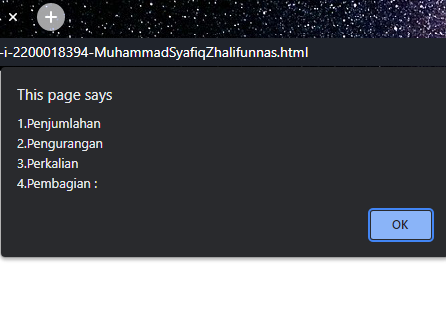 -i-2200018394-MuhammadSyafiqZhalifunnas.html
This page says
1.Penjumlahan
2.Pengurangan
3.Perkalian
4.Pembagian :
OK